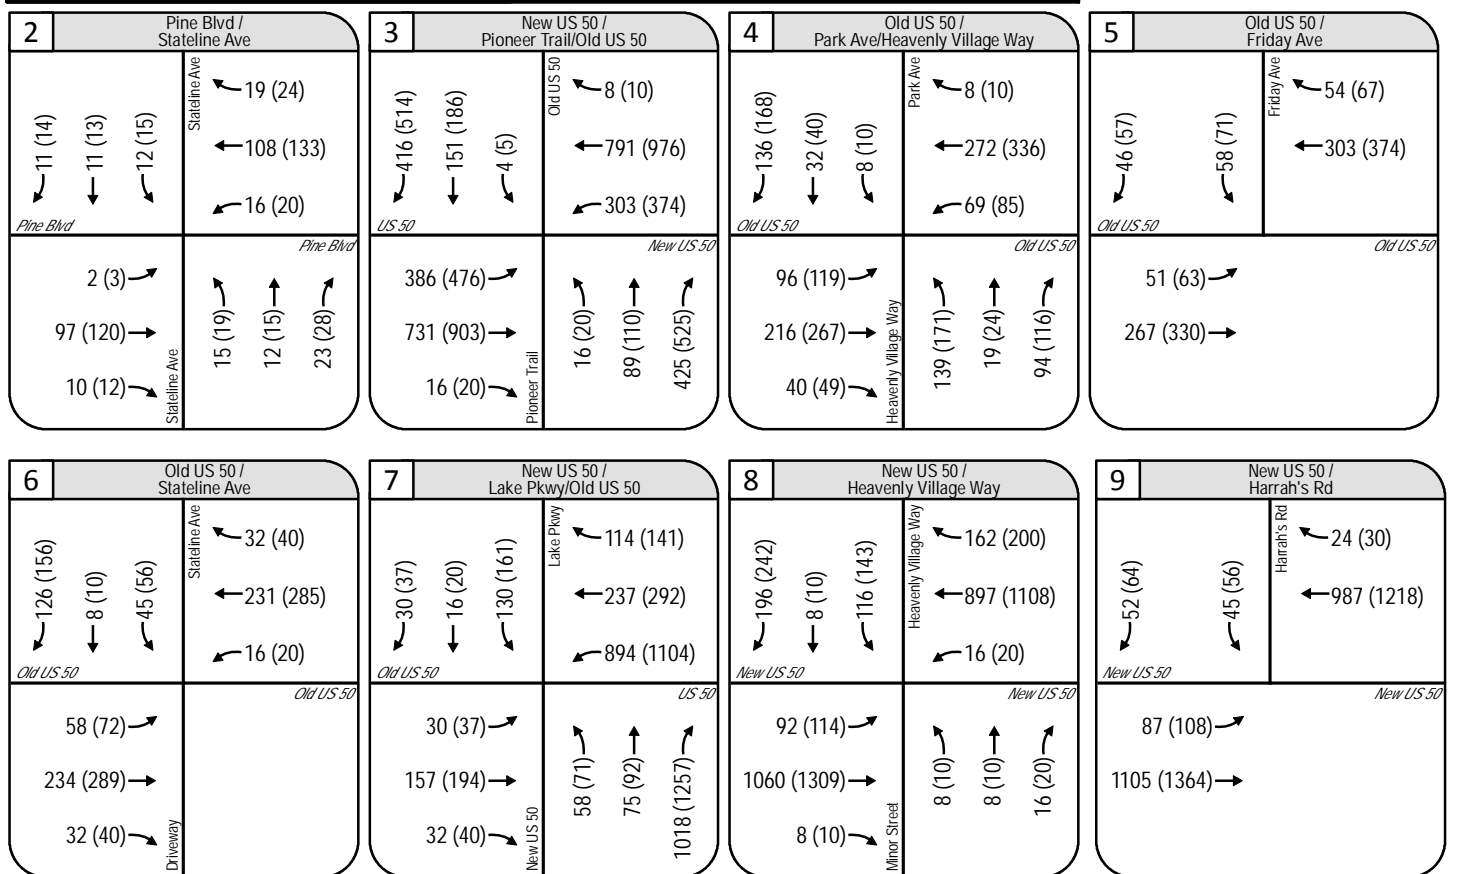 2
Pine Blvd /
Stateline Ave
11 (14)
11 (13)
12 (15)
Stateline Ave
19 (24)
108 (133)
16 (20)
Pine Blvd
Pine Blvd
2 (3)
97 (120)
10 (12)
Stateline Ave
15 (19)
12 (15)
23 (28)
3
New US 50 /
Pioneer Trail/Old US 50
416 (514)
151 (186)
4 (5)
Old US 50
8 (10)
791 (976)
303 (374)
US 50
New US 50
386 (476)
731 (903)
16 (20)
Pioneer Trail
16 (20)
89 (110)
425 (525)
4
Old US 50 /
Park Ave/Heavenly Village Way
136 (168)
32 (40)
8 (10)
Park Ave
8 (10)
272 (336)
69 (85)
Old US 50
Old US 50
96 (119)
216 (267)
40 (49)
Heavenly Village Way
139 (171)
19 (24)
94 (116)
5
Old US 50 /
Friday Ave
46 (57)
58 (71)
Friday Ave
54 (67)
303 (374)
Old US 50
Old US 50
51 (63)
267 (330)
6
Old US 50 /
Stateline Ave
126 (156)
8 (10)
45 (56)
Stateline Ave
32 (40)
231 (285)
16 (20)
Old US 50
Old US 50
58 (72)
234 (289)
32 (40)
Driveway
7
New US 50 /
Lake Pkwy/Old US 50
30 (37)
16 (20)
130 (161)
Lake Pkwy
114 (141)
237 (292)
894 (1104)
Old US 50
US 50
30 (37)
157 (194)
32 (40)
New US 50
58 (71)
75 (92)
1018 (1257)
8
New US 50 /
Heavenly Village Way
196 (242)
8 (10)
116 (143)
Heavenly Village Way
162 (200)
897 (1108)
16 (20)
New US 50
New US 50
92 (114)
1060 (1309)
8 (10)
Minor Street
8 (10)
8 (10)
16 (20)
9
New US 50 /
Harrah's Rd
52 (64)
45 (56)
Harrah's Rd
24 (30)
987 (1218)
New US 50
New US 50
87 (108)
1105 (1364)